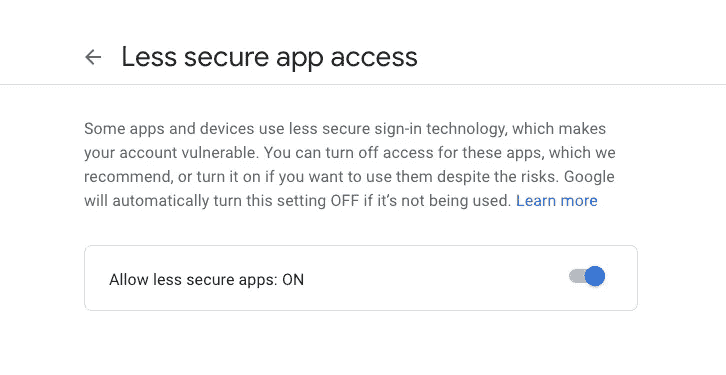 Less secure app access
Some apps and devices use less secure sign-in technology, which makes
your account vulnerable. You can turn off access for these apps, which we
recommend, or turn it on if you want to use them despite the risks. Google
will automatically turn this setting OFF if it’s not being used. Learn more
Allow less secure apps: ON